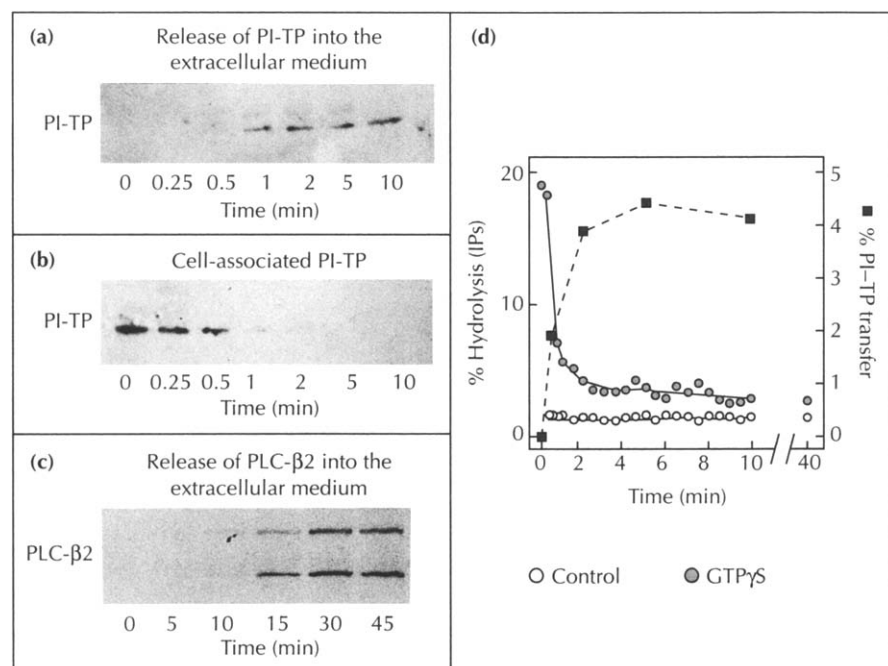 (a)
Release of PI-TP into the
extracellular medium
PI-TP
0 0.25 0.5 1 2 5 10
Time (min)
(b)
Cell-associated PI-TP
PI-TP
0 0.25 0.5 1 2 5 10
Time (min)
(c)
Release of PLC-β2 into the
extracellular medium
PLC-β2
0 5 10 15 30 45
Time (min)
(d)
% Hydrolysis (IPs)
20
10
0
5
4
3
2
1
0
% PI–TP
transfer
0 2 4 6 8 10 40
Time (min)
Control
GTPγS